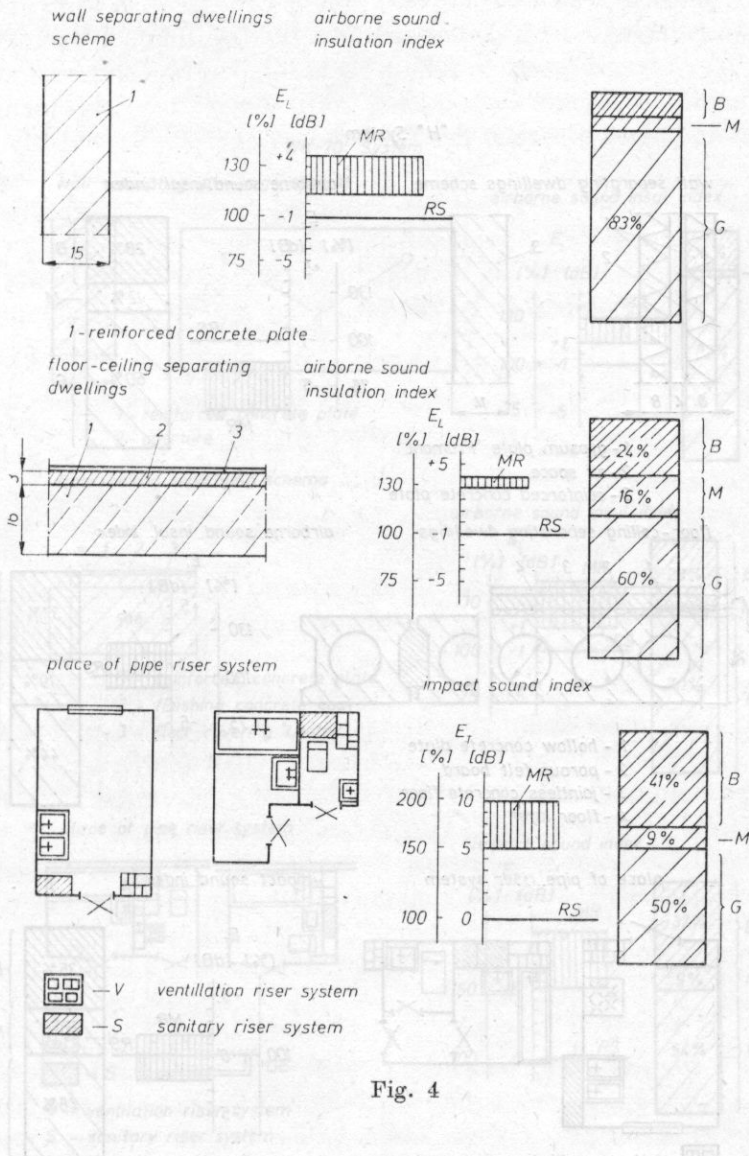 wall separating dwellings
scheme
airborne sound
insulation index
1
15
E_L
[%] [dB]
130 +4
100 -1
75 -5
MR
RS
B
M
83%
G
1-reinforced concrete plate
floor-ceiling separating
dwellings
airborne sound
insulation index
1 2 3
3
16
E_L
[%] [dB]
+5
130
100 -1
75 -5
MR
RS
24%
B
16%
M
60%
G
place of pipe riser system
impact sound index
E_T
[%] [dB]
200 10
150 5
100 0
MR
RS
41%
B
9%
M
50%
G
-V ventillation riser system
-S sanitary riser system
Fig. 4